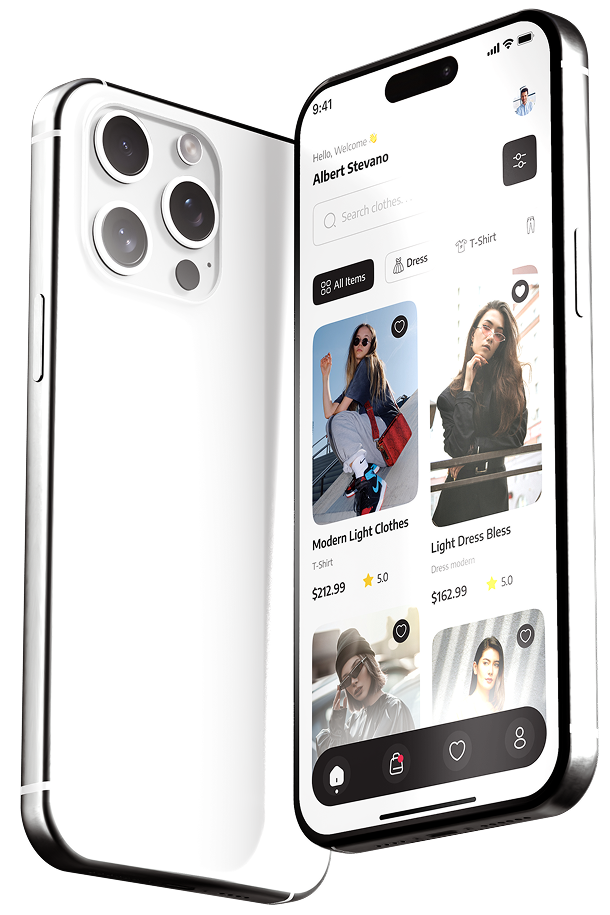 9:41
Hello, Welcome 👋
Albert Stevano
Search clothes. . .
All Items
Dress
T-Shirt
Modern Light Clothes
T-Shirt
$212.99
5.0
Light Dress Bless
Dress modern
$162.99
5.0